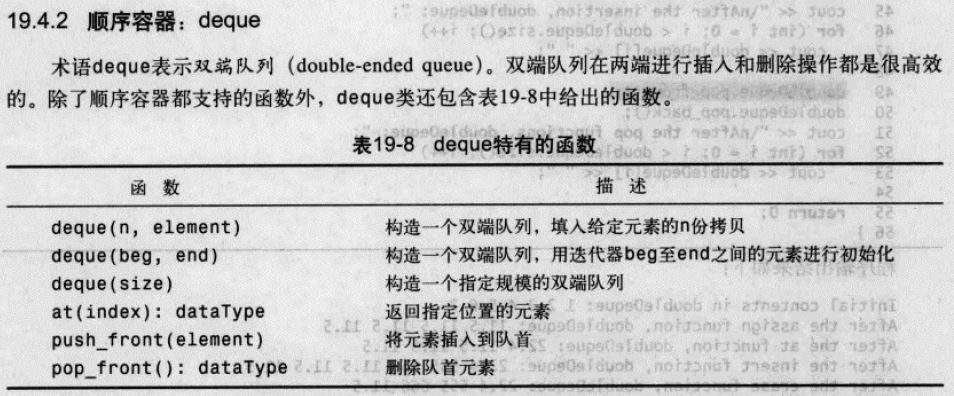 19.4.2 顺序容器：deque
术语deque表示双端队列（double-ended queue）。双端队列在两端进行插入和删除操作都是很高效
的。除了顺序容器都支持的函数外，deque类还包含表19-8中给出的函数。
表19-8 deque特有的函数
函 数 描 述
deque(n, element) 构造一个双端队列，填入给定元素的n份拷贝
deque(beg, end) 构造一个双端队列，用迭代器beg至end之间的元素进行初始化
deque(size) 构造一个指定规模的双端队列
at(index): dataType 返回指定位置的元素
push_front(element) 将元素插入到队首
pop_front(): dataType 删除队首元素